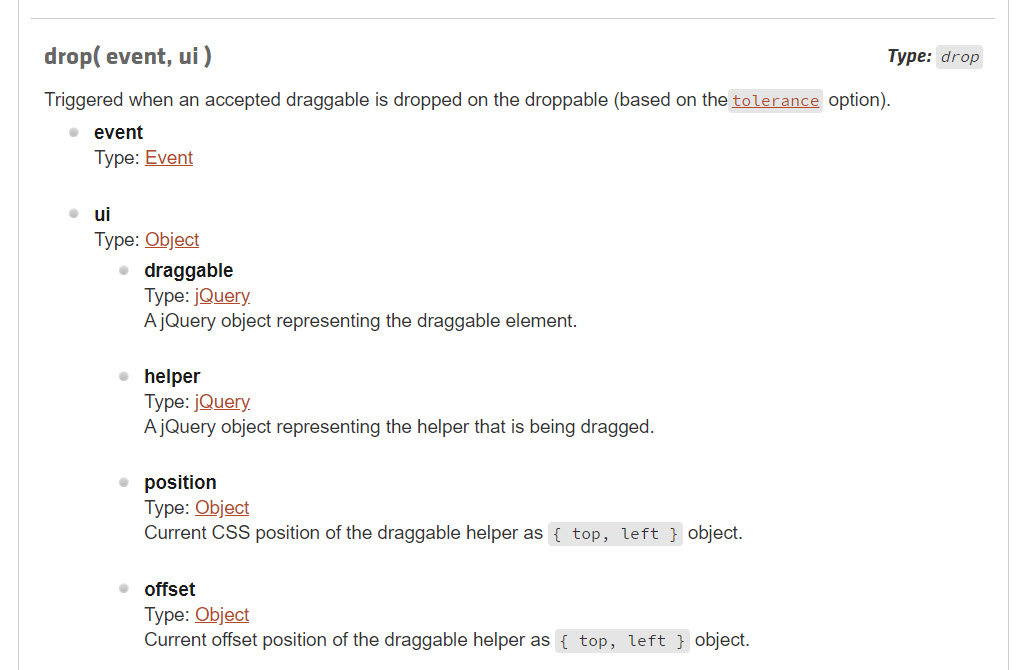 drop( event, ui )
Type: drop
Triggered when an accepted draggable is dropped on the droppable (based on the tolerance option).
event
Type: Event
ui
Type: Object
draggable
Type: jQuery
A jQuery object representing the draggable element.
helper
Type: jQuery
A jQuery object representing the helper that is being dragged.
position
Type: Object
Current CSS position of the draggable helper as { top, left } object.
offset
Type: Object
Current offset position of the draggable helper as { top, left } object.